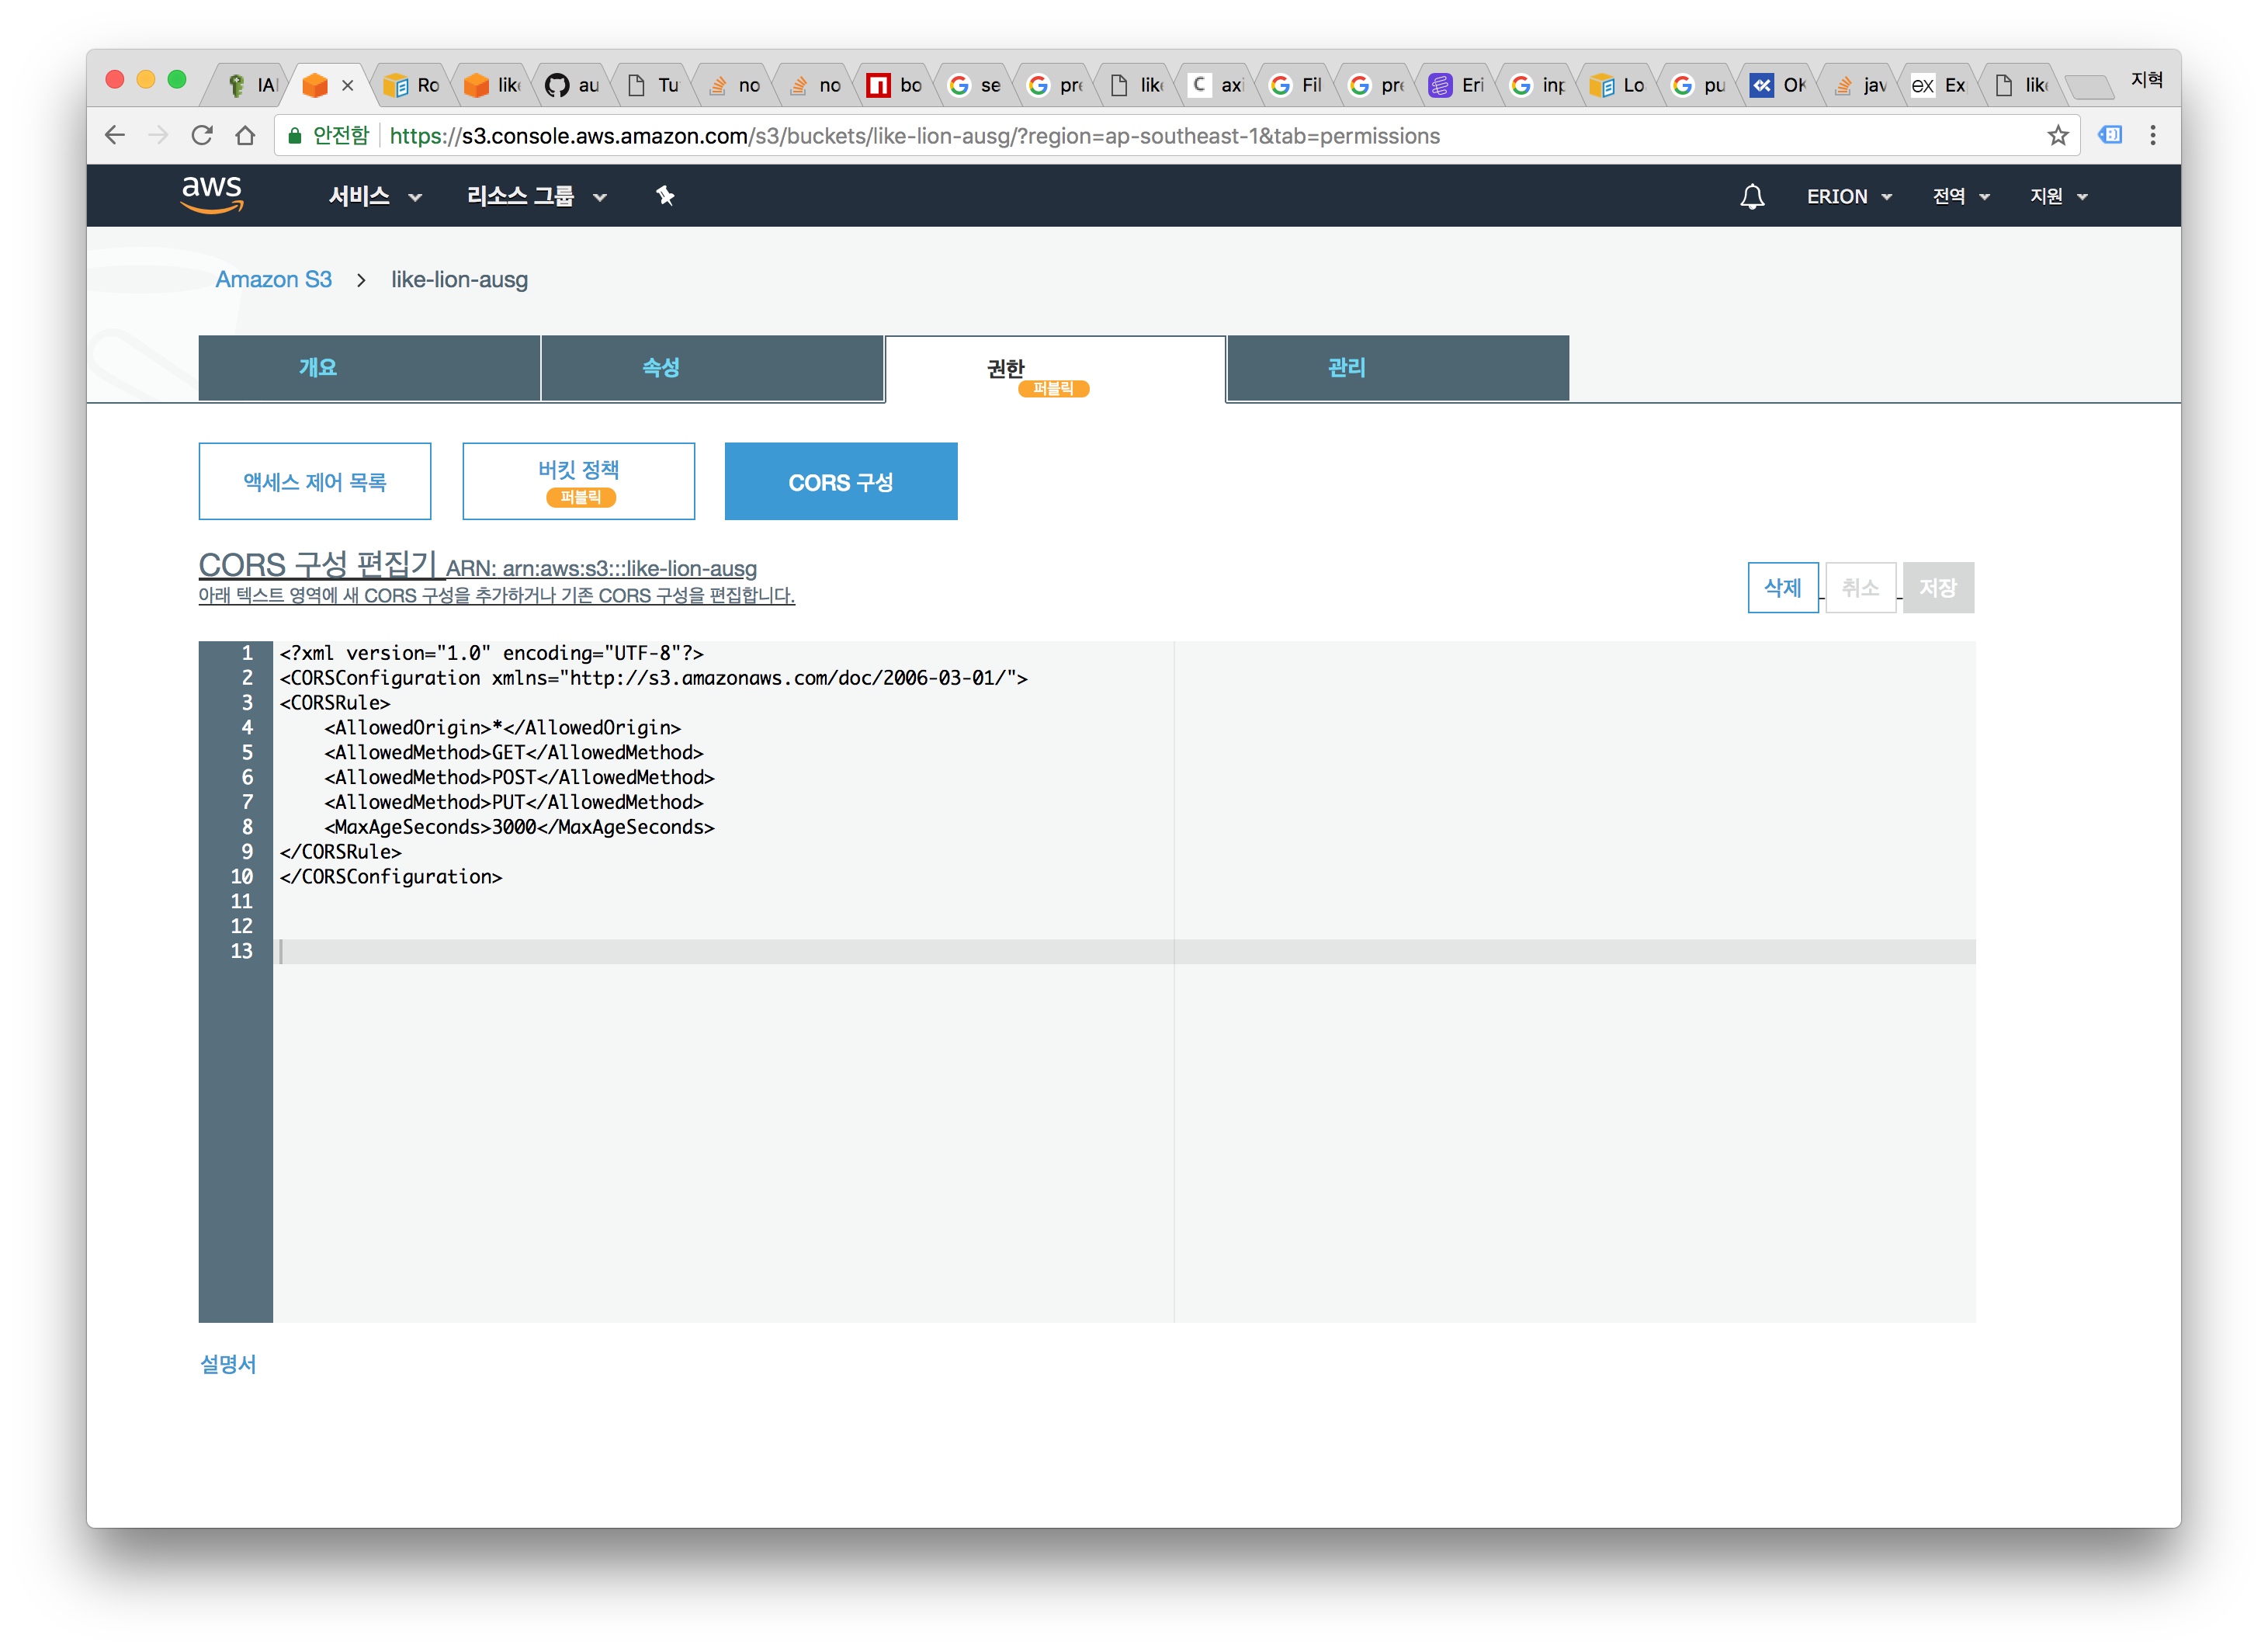 IAI
Ro
like
au
Tu
no
no
bo
se
pre
like
axi
Fil
pre
Eri
inp
Lo
pu
OK
jav
ex Ex
like
지혁
안전함 https://s3.console.aws.amazon.com/s3/buckets/like-lion-ausg/?region=ap-southeast-1&tab=permissions
aws 서비스 리소스 그룹 ERION 전역 지원
Amazon S3 > like-lion-ausg
개요 속성 권한 관리
퍼블릭
액세스 제어 목록 버킷 정책 CORS 구성
퍼블릭
CORS 구성 편집기 ARN: arn:aws:s3:::like-lion-ausg
아래 텍스트 영역에 새 CORS 구성을 추가하거나 기존 CORS 구성을 편집합니다.
삭제 취소 저장
1 <?xml version="1.0" encoding="UTF-8"?>
2 <CORSConfiguration xmlns="http://s3.amazonaws.com/doc/2006-03-01/">
3 <CORSRule>
4 <AllowedOrigin>*</AllowedOrigin>
5 <AllowedMethod>GET</AllowedMethod>
6 <AllowedMethod>POST</AllowedMethod>
7 <AllowedMethod>PUT</AllowedMethod>
8 <MaxAgeSeconds>3000</MaxAgeSeconds>
9 </CORSRule>
10 </CORSConfiguration>
11
12
13
설명서